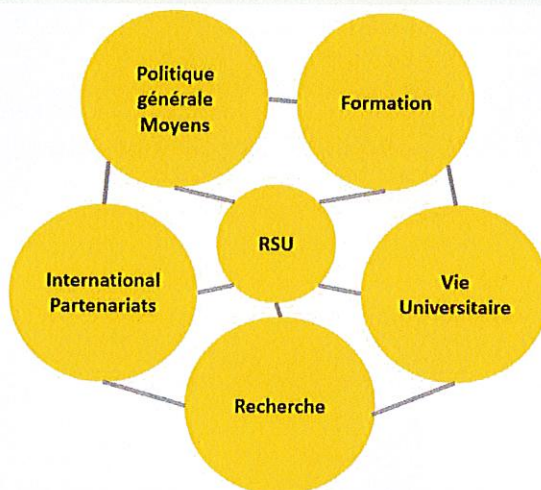 Politique
générale
Moyens
Formation
RSU
International
Partenariats
Vie
Universitaire
Recherche